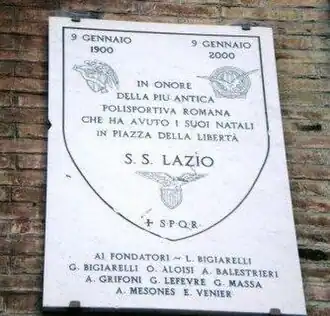 9 GENNAIO 9 GENNAIO
1900 2000
IN ONORE
DELLA PIU ANTICA
POLISPORTIVA ROMANA
CHE HA AVUTO I SUOI NATALI
IN PIAZZA DELLA LIBERTÀ
S. S. LAZIO
+ S·P·Q·R·
AI FONDATORI ~ L. BIGIARELLI
G. BIGIARELLI O. ALOISI A. BALESTRIERI
A. GRIFONI G. LEFEVRE G. MASSA
A. MESONES E. VENIER